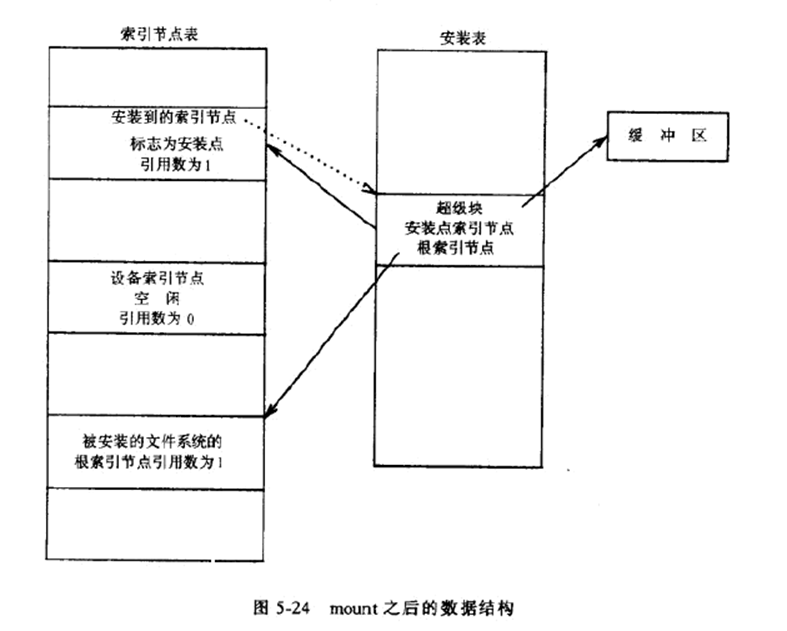 索引节点表
安装到的索引节点
标志为安装点
引用数为1
设备索引节点
空 闲
引用数为0
被安装的文件系统的
根索引节点引用数为1
安装表
超级块
安装点索引节点
根索引节点
缓 冲 区
图 5-24 mount 之后的数据结构